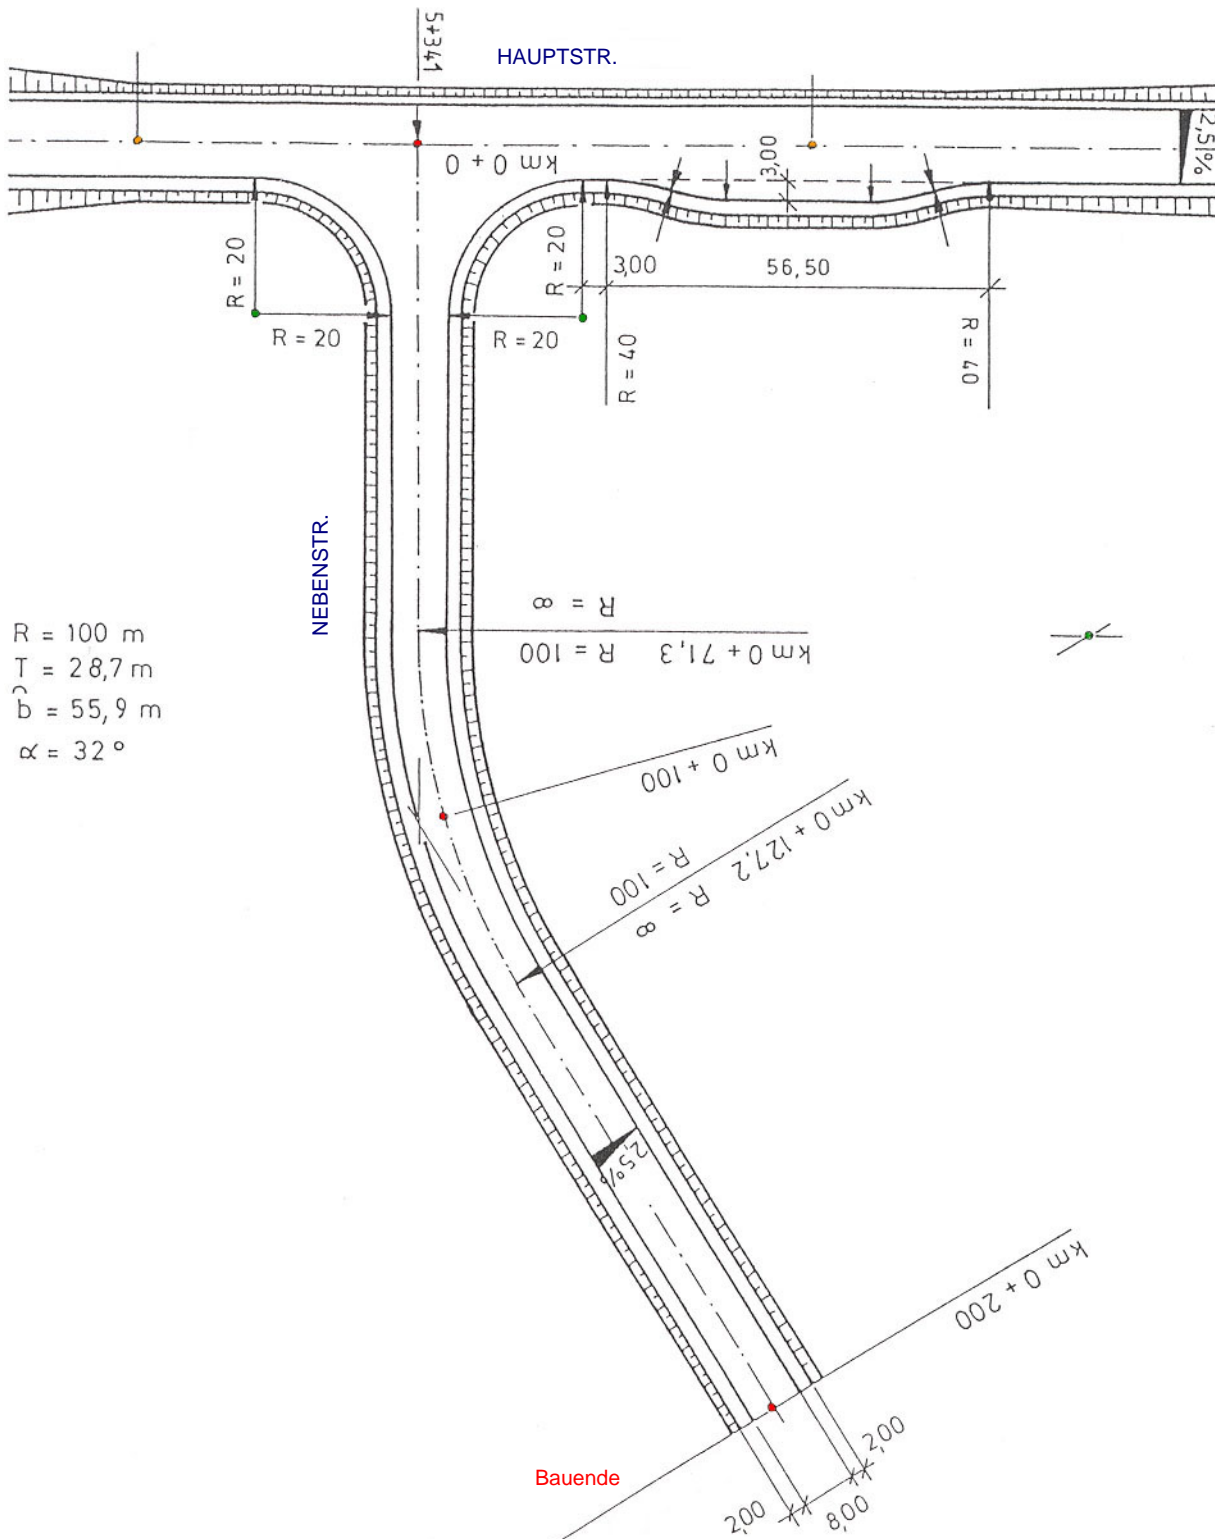 5+341
HAUPTSTR.
2,5%
km 0 + 0
3,00
R = 20
R = 20
3,00
56,50
R = 20
R = 20
R = 40
R = 40
NEBENSTR.
R = ∞
R = 100
km 0 + 71,3
R = 100 m
T = 28,7 m
b = 55,9 m
α = 32°
km 0 + 100
km 0 + 127,2
R = 100
R = ∞
2,5%
km 0 + 200
Bauende
2,00
8,00
2,00